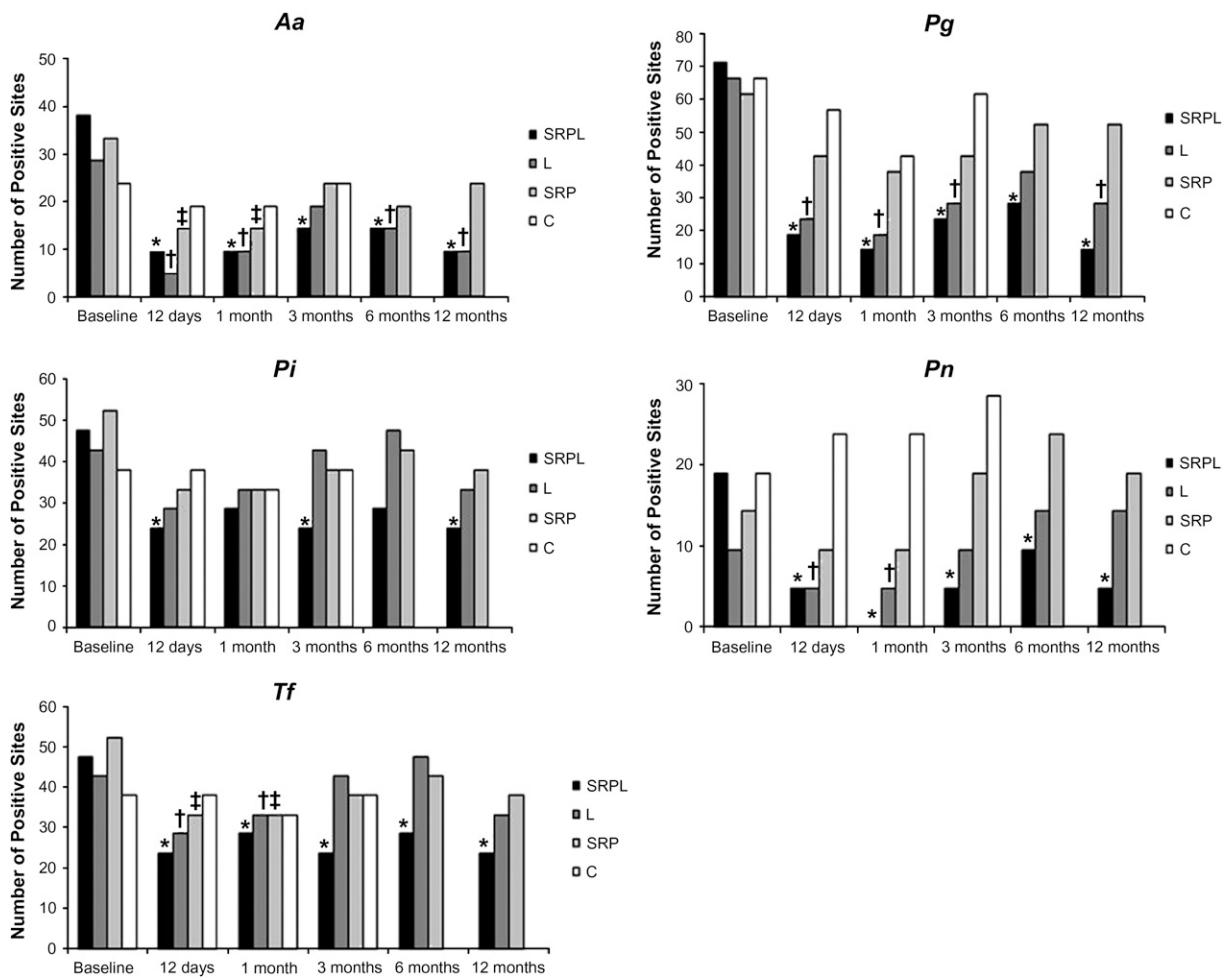 Aa
Number of Positive Sites
50
40
30
20
10
0
* † ‡
* † ‡
*
* †
* †
Baseline 12 days 1 month 3 months 6 months 12 months
SRPL
L
SRP
C
Pg
Number of Positive Sites
80
70
60
50
40
30
20
10
0
* †
* †
* †
*
* †
Baseline 12 days 1 month 3 months 6 months 12 months
SRPL
L
SRP
C
Pi
Number of Positive Sites
60
50
40
30
20
10
0
*
*
*
Baseline 12 days 1 month 3 months 6 months 12 months
SRPL
L
SRP
C
Pn
Number of Positive Sites
30
20
10
0
* †
* †
*
*
*
Baseline 12 days 1 month 3 months 6 months 12 months
SRPL
L
SRP
C
Tf
Number of Positive Sites
60
50
40
30
20
10
0
* † ‡
* †‡
*
*
*
Baseline 12 days 1 month 3 months 6 months 12 months
SRPL
L
SRP
C